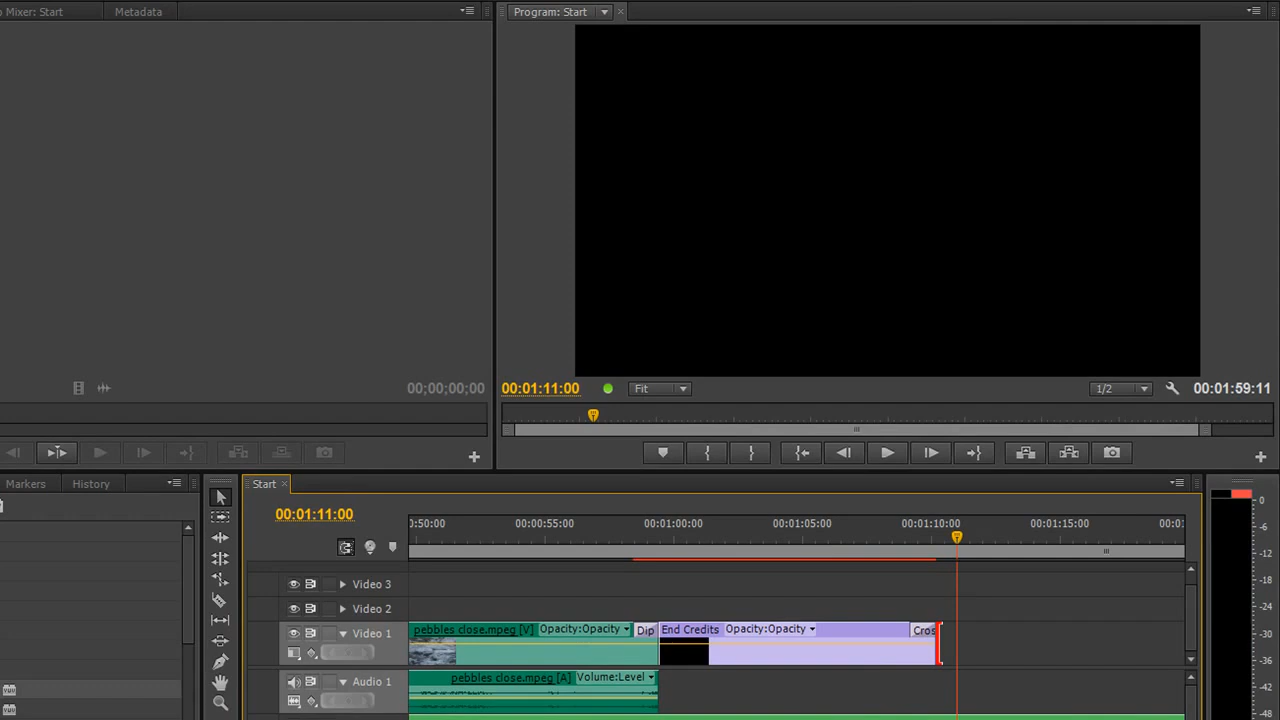 o Mixer: Start
Metadata
Program: Start
00;00;00;00
00:01:11:00
Fit
1/2
00:01:59:11
Markers
History
Start
00:01:11:00
0:50:00
00:00:55:00
00:01:00:00
00:01:05:00
00:01:10:00
00:01:15:00
00:0
Video 3
Video 2
Video 1
pebbles close.mpeg [V] Opacity:Opacity
Dip
End Credits Opacity:Opacity
Cros
Audio 1
pebbles close.mpeg [A] Volume:Level
0
-6
-12
-18
-24
-30
-36
-42
-48